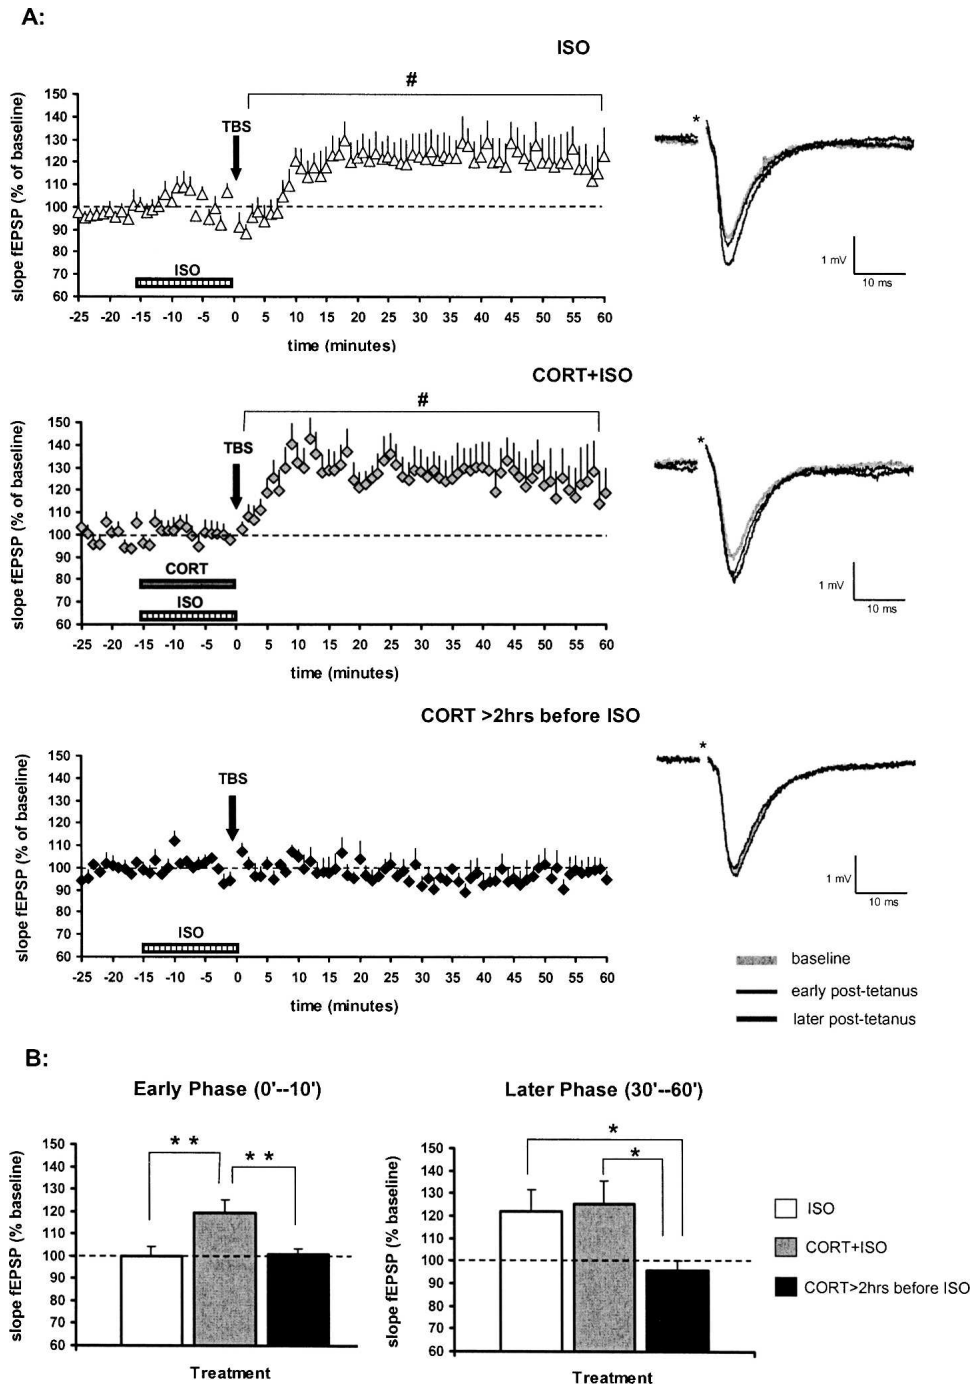 A:
ISO
#
150
140
130
120
110
100
90
80
70
60
slope fEPSP (% of baseline)
TBS
ISO
-25 -20 -15 -10 -5 0 5 10 15 20 25 30 35 40 45 50 55 60
time (minutes)
*
1 mV
10 ms
CORT+ISO
#
150
140
130
120
110
100
90
80
70
60
slope fEPSP (% of baseline)
TBS
CORT
ISO
-25 -20 -15 -10 -5 0 5 10 15 20 25 30 35 40 45 50 55 60
time (minutes)
*
1 mV
10 ms
CORT >2hrs before ISO
150
140
130
120
110
100
90
80
70
60
slope fEPSP (% of baseline)
TBS
ISO
-25 -20 -15 -10 -5 0 5 10 15 20 25 30 35 40 45 50 55 60
time (minutes)
*
1 mV
10 ms
baseline
early post-tetanus
later post-tetanus
B:
Early Phase (0'--10')
150
140
130
120
110
100
90
80
70
60
slope fEPSP (% baseline)
* *
* *
Treatment
Later Phase (30'--60')
150
140
130
120
110
100
90
80
70
60
slope fEPSP (% baseline)
*
*
Treatment
ISO
CORT+ISO
CORT>2hrs before ISO